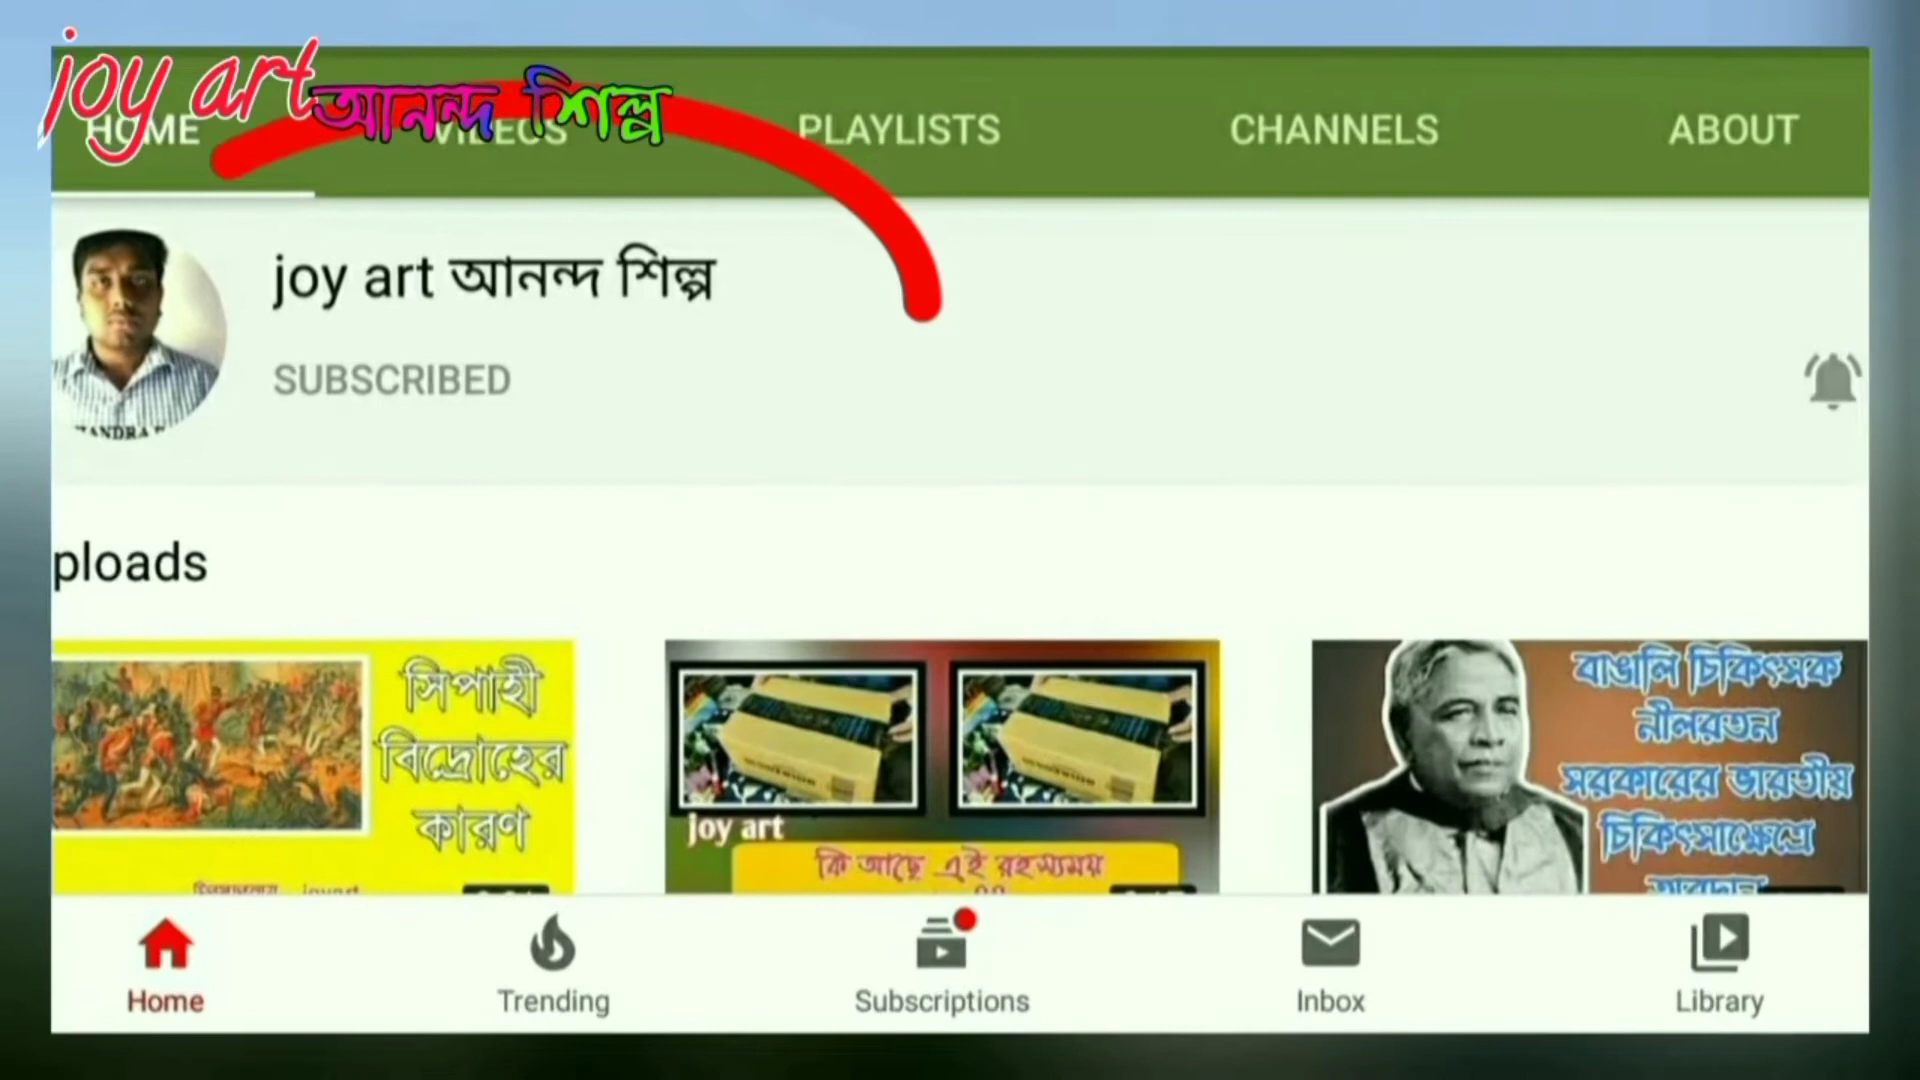 joy art আনন্দ শিল্প
HOME VIDEOS PLAYLISTS CHANNELS ABOUT
joy art আনন্দ শিল্প
SUBSCRIBED
ploads
সিপাহী
বিদ্রোহের
কারণ
joy art
কি আছে এই রহস্যময়
বাঙালি চিকিৎসক
নীলরতন
সরকারের ভারতীয়
চিকিৎসাক্ষেত্রে
Home Trending Subscriptions Inbox Library